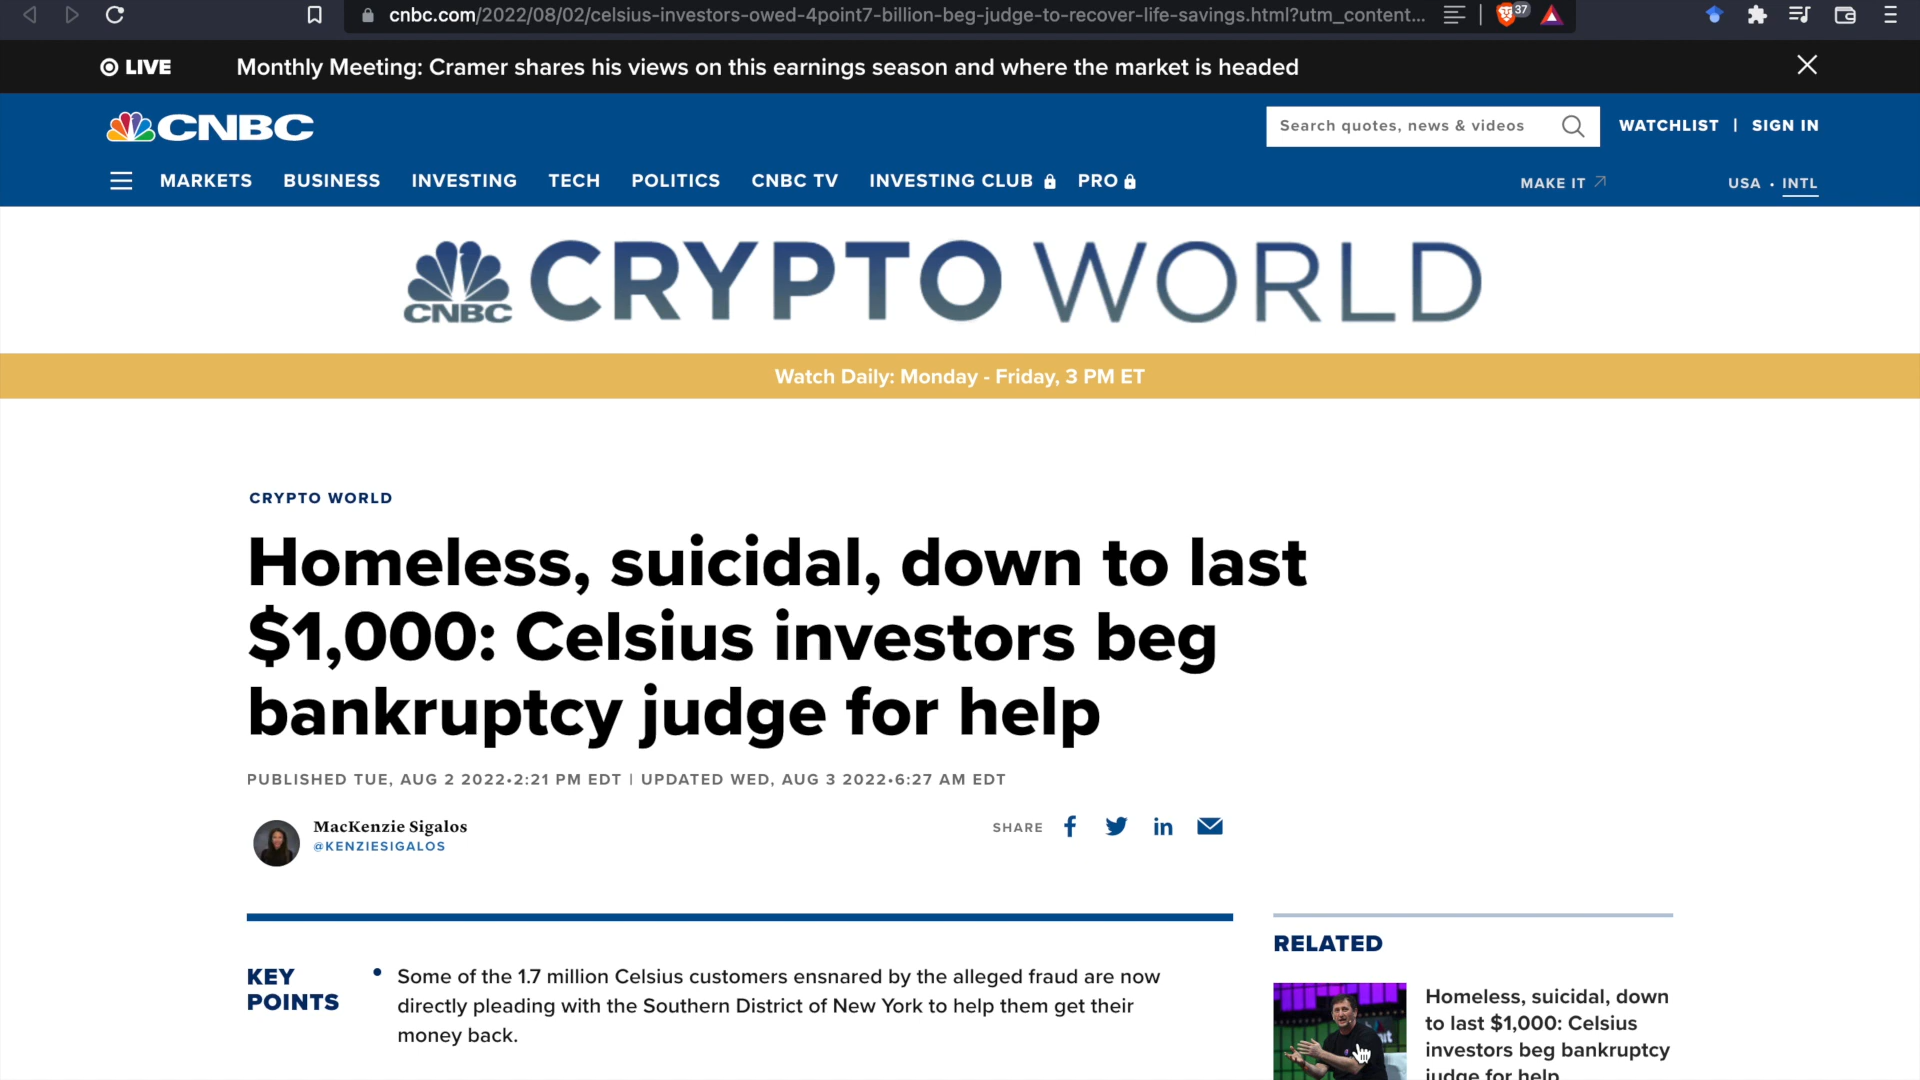 cnbc.com/2022/08/02/celsius-investors-owed-4point7-billion-beg-judge-to-recover-life-savings.html?utm_content...
37
LIVE
Monthly Meeting: Cramer shares his views on this earnings season and where the market is headed
CNBC
Search quotes, news & videos
WATCHLIST | SIGN IN
MARKETS BUSINESS INVESTING TECH POLITICS CNBC TV INVESTING CLUB PRO
MAKE IT
USA • INTL
CNBC CRYPTO WORLD
Watch Daily: Monday - Friday, 3 PM ET
CRYPTO WORLD
Homeless, suicidal, down to last
$1,000: Celsius investors beg
bankruptcy judge for help
PUBLISHED TUE, AUG 2 2022•2:21 PM EDT | UPDATED WED, AUG 3 2022•6:27 AM EDT
MacKenzie Sigalos
@KENZIESIGALOS
SHARE
KEY
POINTS
• Some of the 1.7 million Celsius customers ensnared by the alleged fraud are now
directly pleading with the Southern District of New York to help them get their
money back.
RELATED
Homeless, suicidal, down
to last $1,000: Celsius
investors beg bankruptcy
judge for help